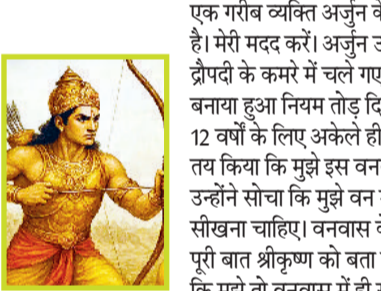 एक गरीब व्यक्ति अर्जुन के
है। मेरी मदद करें। अर्जुन
द्रौपदी के कमरे में चले गए
बनाया हुआ नियम तोड़
12 वर्षों के लिए अकेले ही
तय किया कि मुझे इस
उन्होंने सोचा कि मुझे वन
सीखना चाहिए। वनवास
पूरी बात श्रीकृष्ण को बता
कि मुझे तो वनवास में ही